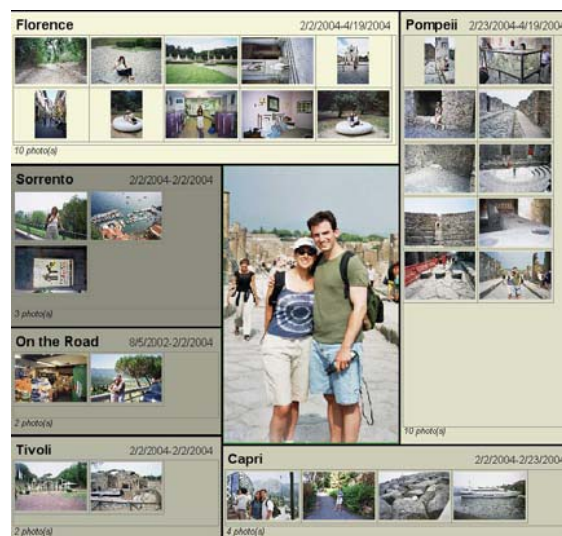 Florence 2/2/2004-4/19/2004
10 photo(s)
Pompeii 2/23/2004-4/19/2004
10 photo(s)
Sorrento 2/2/2004-2/2/2004
3 photo(s)
On the Road 8/5/2002-2/2/2004
2 photo(s)
Tivoli 2/2/2004-2/2/2004
2 photo(s)
Capri 2/2/2004-2/23/2004
4 photo(s)